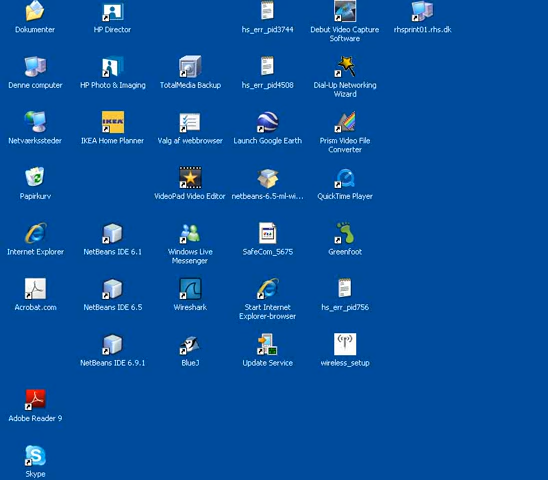 Dokumenter
HP Director
hs_err_pid3744
Debut Video Capture
Software
rhsprint01.rhs.dk
Denne computer
HP Photo & Imaging
TotalMedia Backup
hs_err_pid4508
Dial-Up Networking
Wizard
Netværkssteder
IKEA
IKEA Home Planner
Valg af webbrowser
Launch Google Earth
Prism Video File
Converter
Papirkurv
VideoPad Video Editor
netbeans-6.5-ml-wi...
QuickTime Player
Internet Explorer
NetBeans IDE 6.1
Windows Live
Messenger
SafeCom_5675
Greenfoot
Acrobat.com
NetBeans IDE 6.5
Wireshark
Start Internet
Explorer-browser
hs_err_pid756
NetBeans IDE 6.9.1
BlueJ
Update Service
wireless_setup
Adobe Reader 9
Skype